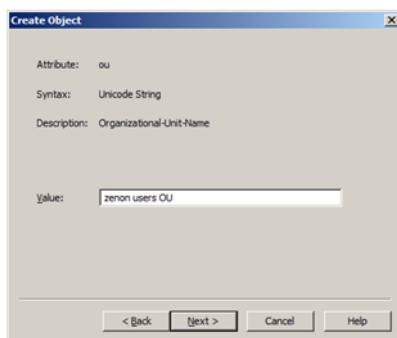 Create Object
Attribute: ou
Syntax: Unicode String
Description: Organizational-Unit-Name
Value: zenon users OU
< Back Next > Cancel Help